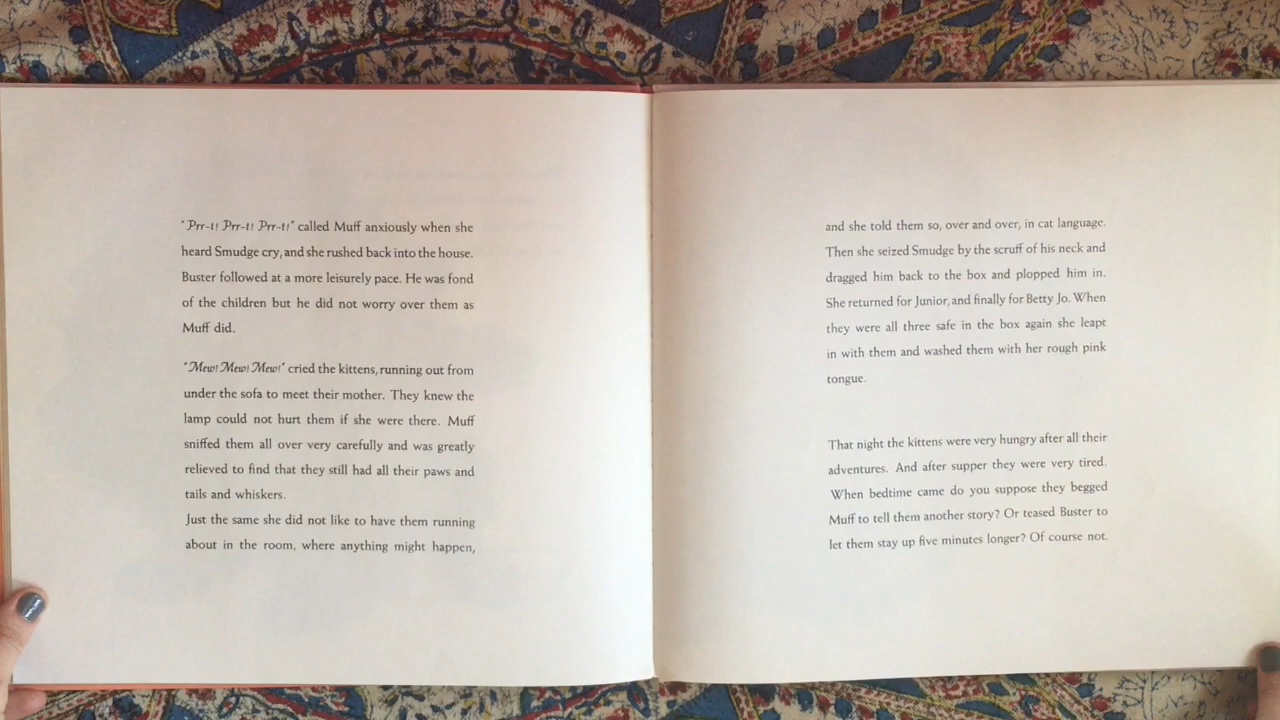 "Prr-t! Prr-t! Prr-t!" called Muff anxiously when she
heard Smudge cry, and she rushed back into the house.
Buster followed at a more leisurely pace. He was fond
of the children but he did not worry over them as
Muff did.
"Mew! Mew! Mew!" cried the kittens, running out from
under the sofa to meet their mother. They knew the
lamp could not hurt them if she were there. Muff
sniffed them all over very carefully and was greatly
relieved to find that they still had all their paws and
tails and whiskers.
Just the same she did not like to have them running
about in the room, where anything might happen,
and she told them so, over and over, in cat language.
Then she seized Smudge by the scruff of his neck and
dragged him back to the box and plopped him in.
She returned for Junior, and finally for Betty Jo. When
they were all three safe in the box again she leapt
in with them and washed them with her rough pink
tongue.
That night the kittens were very hungry after all their
adventures. And after supper they were very tired.
When bedtime came do you suppose they begged
Muff to tell them another story? Or teased Buster to
let them stay up five minutes longer? Of course not.